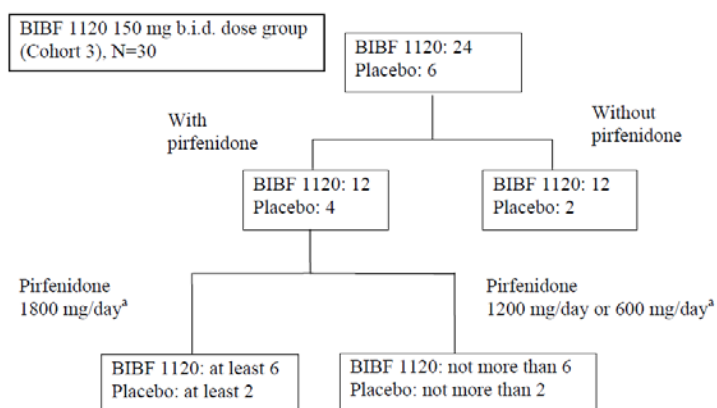 BIBF 1120 150 mg b.i.d. dose group
(Cohort 3), N=30
BIBF 1120: 24
Placebo: 6
With
pirfenidone
Without
pirfenidone
BIBF 1120: 12
Placebo: 4
BIBF 1120: 12
Placebo: 2
Pirfenidone
1800 mg/dayᵃ
Pirfenidone
1200 mg/day or 600 mg/dayᵃ
BIBF 1120: at least 6
Placebo: at least 2
BIBF 1120: not more than 6
Placebo: not more than 2